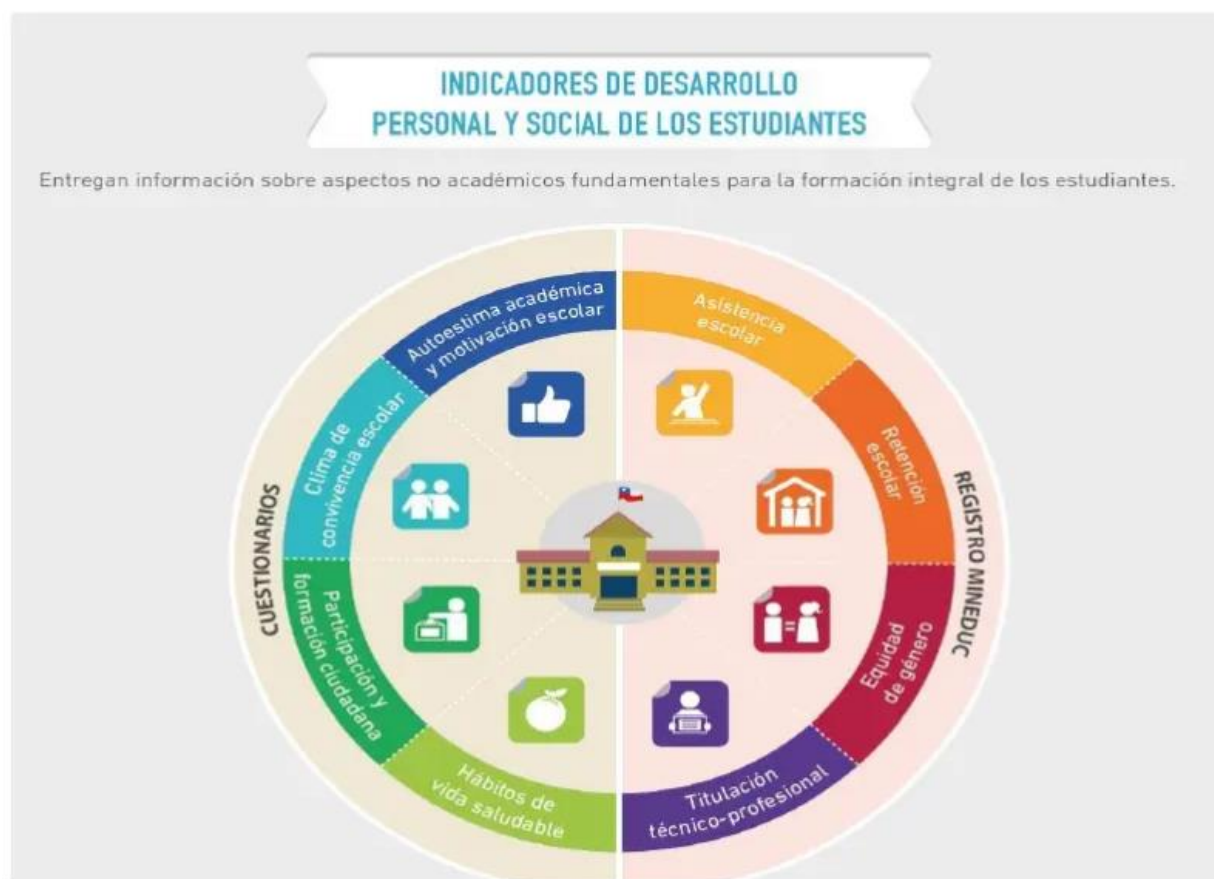 INDICADORES DE DESARROLLO
PERSONAL Y SOCIAL DE LOS ESTUDIANTES
Entregan información sobre aspectos no académicos fundamentales para la formación integral de los estudiantes.
CUESTIONARIOS
Autoestima académica
y motivación escolar
Clima de
convivencia escolar
Participación y
formación ciudadana
Hábitos de
vida saludable
REGISTRO MINEDUC
Asistencia
escolar
Retención
escolar
Equidad
de género
Titulación
técnico-profesional